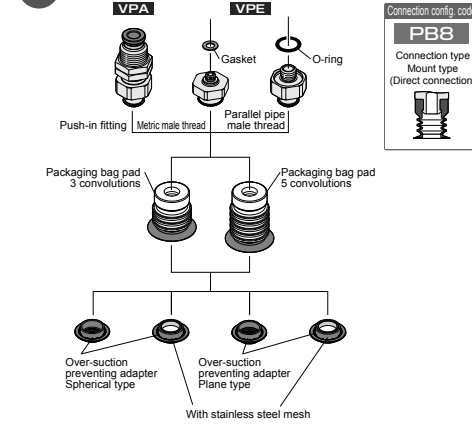 VPA
VPE
Gasket
O-ring
Push-in fitting
Metric male thread
Parallel pipe
male thread
Packaging bag pad
3 convolutions
Packaging bag pad
5 convolutions
Over-suction
preventing adapter
Spherical type
Over-suction
preventing adapter
Plane type
With stainless steel mesh
Connection config. code
PB8
Connection type
Mount type
(Direct connection